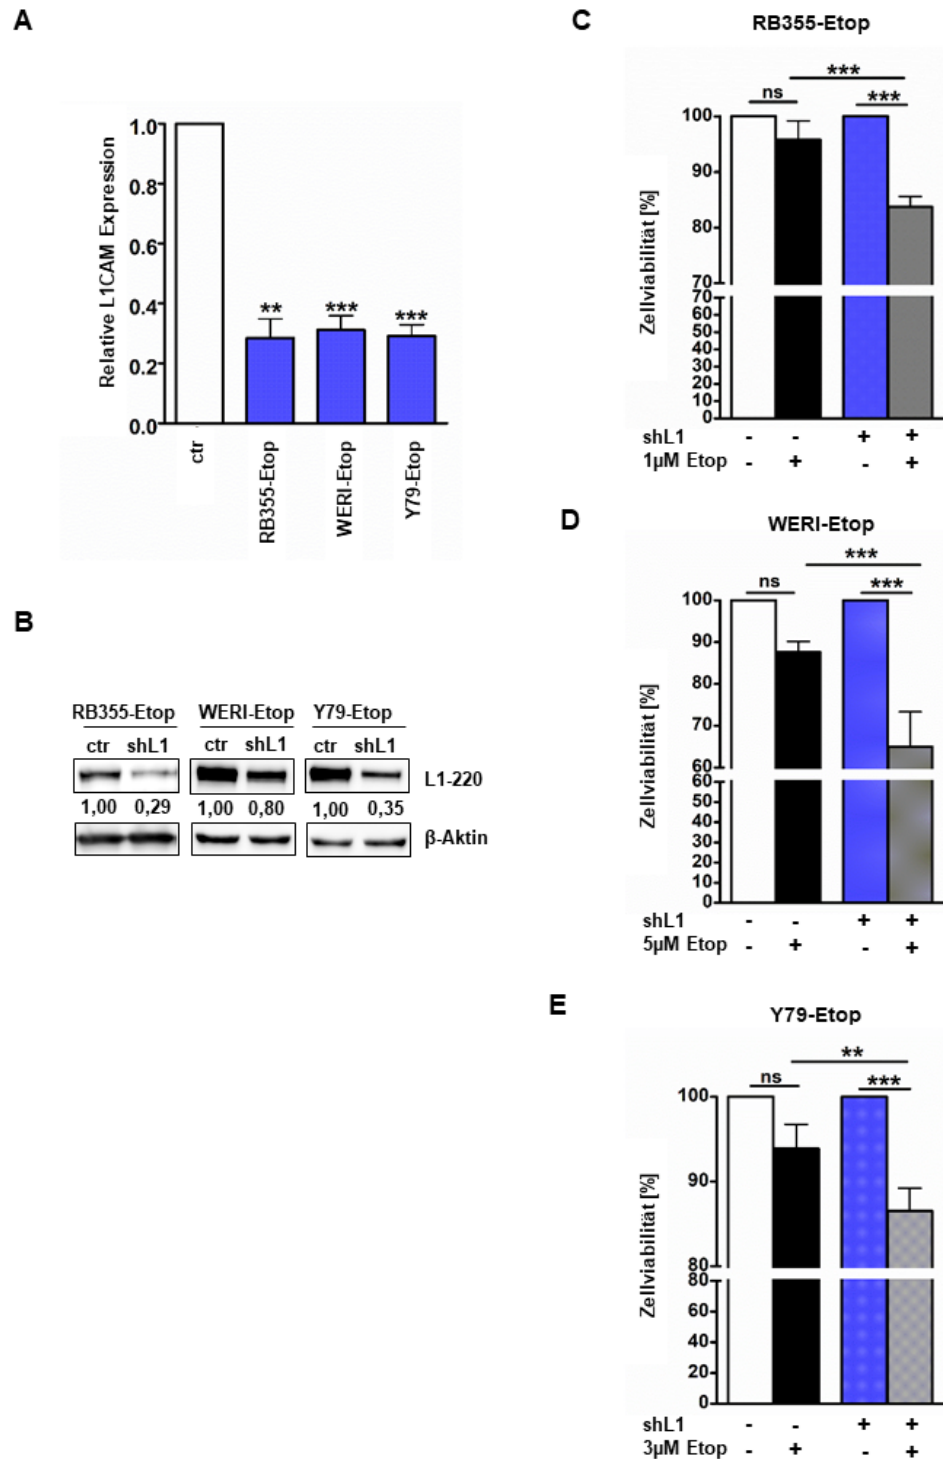 A
Relative L1CAM Expression
1.0
0.8
0.6
0.4
0.2
0.0
** *** ***
ctr
RB355-Etop
WERI-Etop
Y79-Etop
B
RB355-Etop WERI-Etop Y79-Etop
ctr shL1 ctr shL1 ctr shL1
L1-220
1,00 0,29 1,00 0,80 1,00 0,35
β-Aktin
C
RB355-Etop
***
ns ***
Zellviabilität [%]
100
90
80
70
70
60
50
40
30
20
10
0
shL1 - - + +
1µM Etop - + - +
D
WERI-Etop
***
ns ***
Zellviabilität [%]
100
90
80
70
60
60
50
40
30
20
10
0
shL1 - - + +
5µM Etop - + - +
E
Y79-Etop
**
ns ***
Zellviabilität [%]
100
90
80
80
60
40
20
0
shL1 - - + +
3µM Etop - + - +